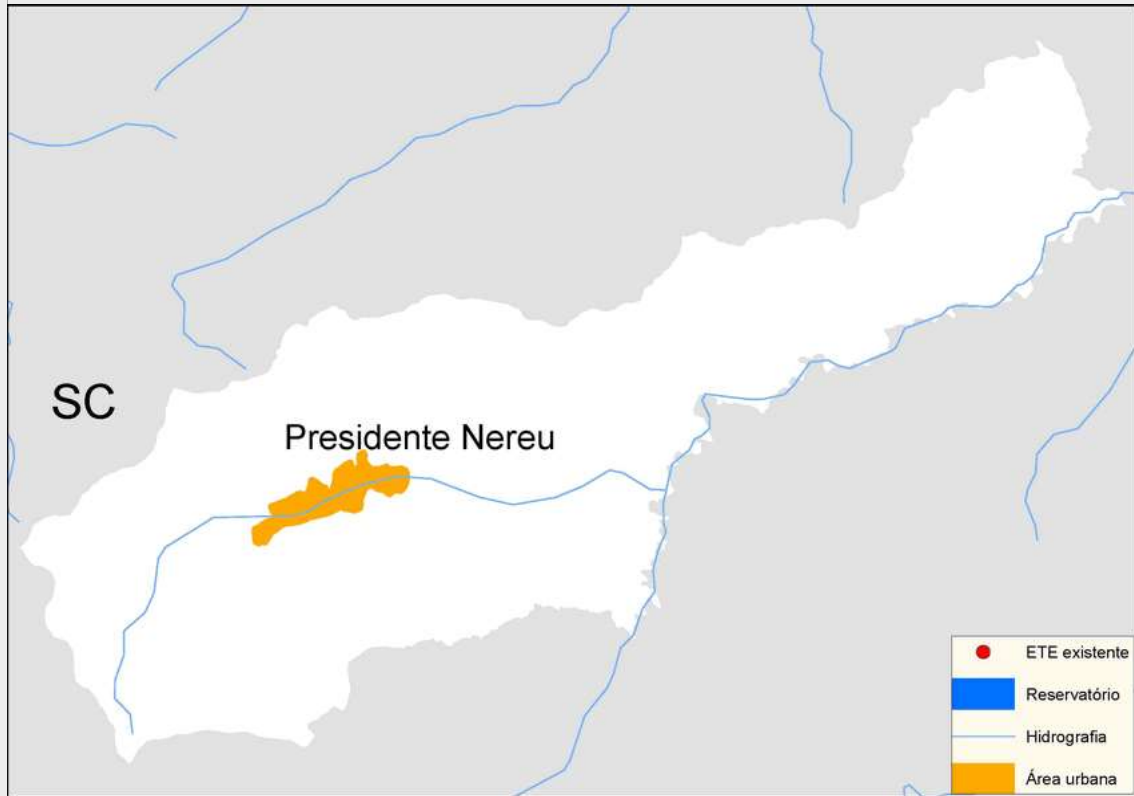 SC
Presidente Nereu
ETE existente
Reservatório
Hidrografia
Área urbana